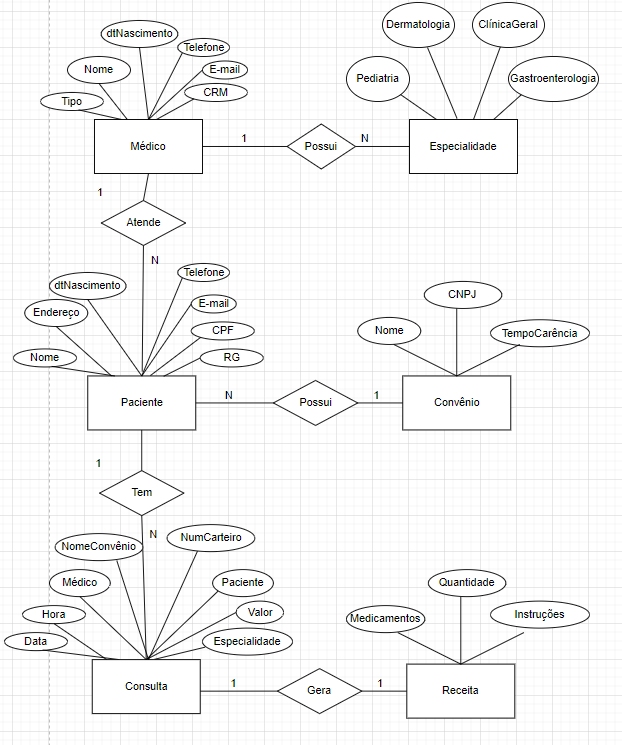 dtNascimento
Telefone
Nome
E-mail
Tipo
CRM
Dermatologia
ClínicaGeral
Pediatria
Gastroenterologia
Médico
1
Possui
N
Especialidade
1
Atende
N
dtNascimento
Telefone
Endereço
E-mail
CPF
Nome
RG
CNPJ
Nome
TempoCarência
Paciente
N
Possui
1
Convênio
1
Tem
N
NomeConvênio
NumCarteiro
Médico
Paciente
Hora
Valor
Data
Especialidade
Quantidade
Medicamentos
Instruções
Consulta
1
Gera
1
Receita